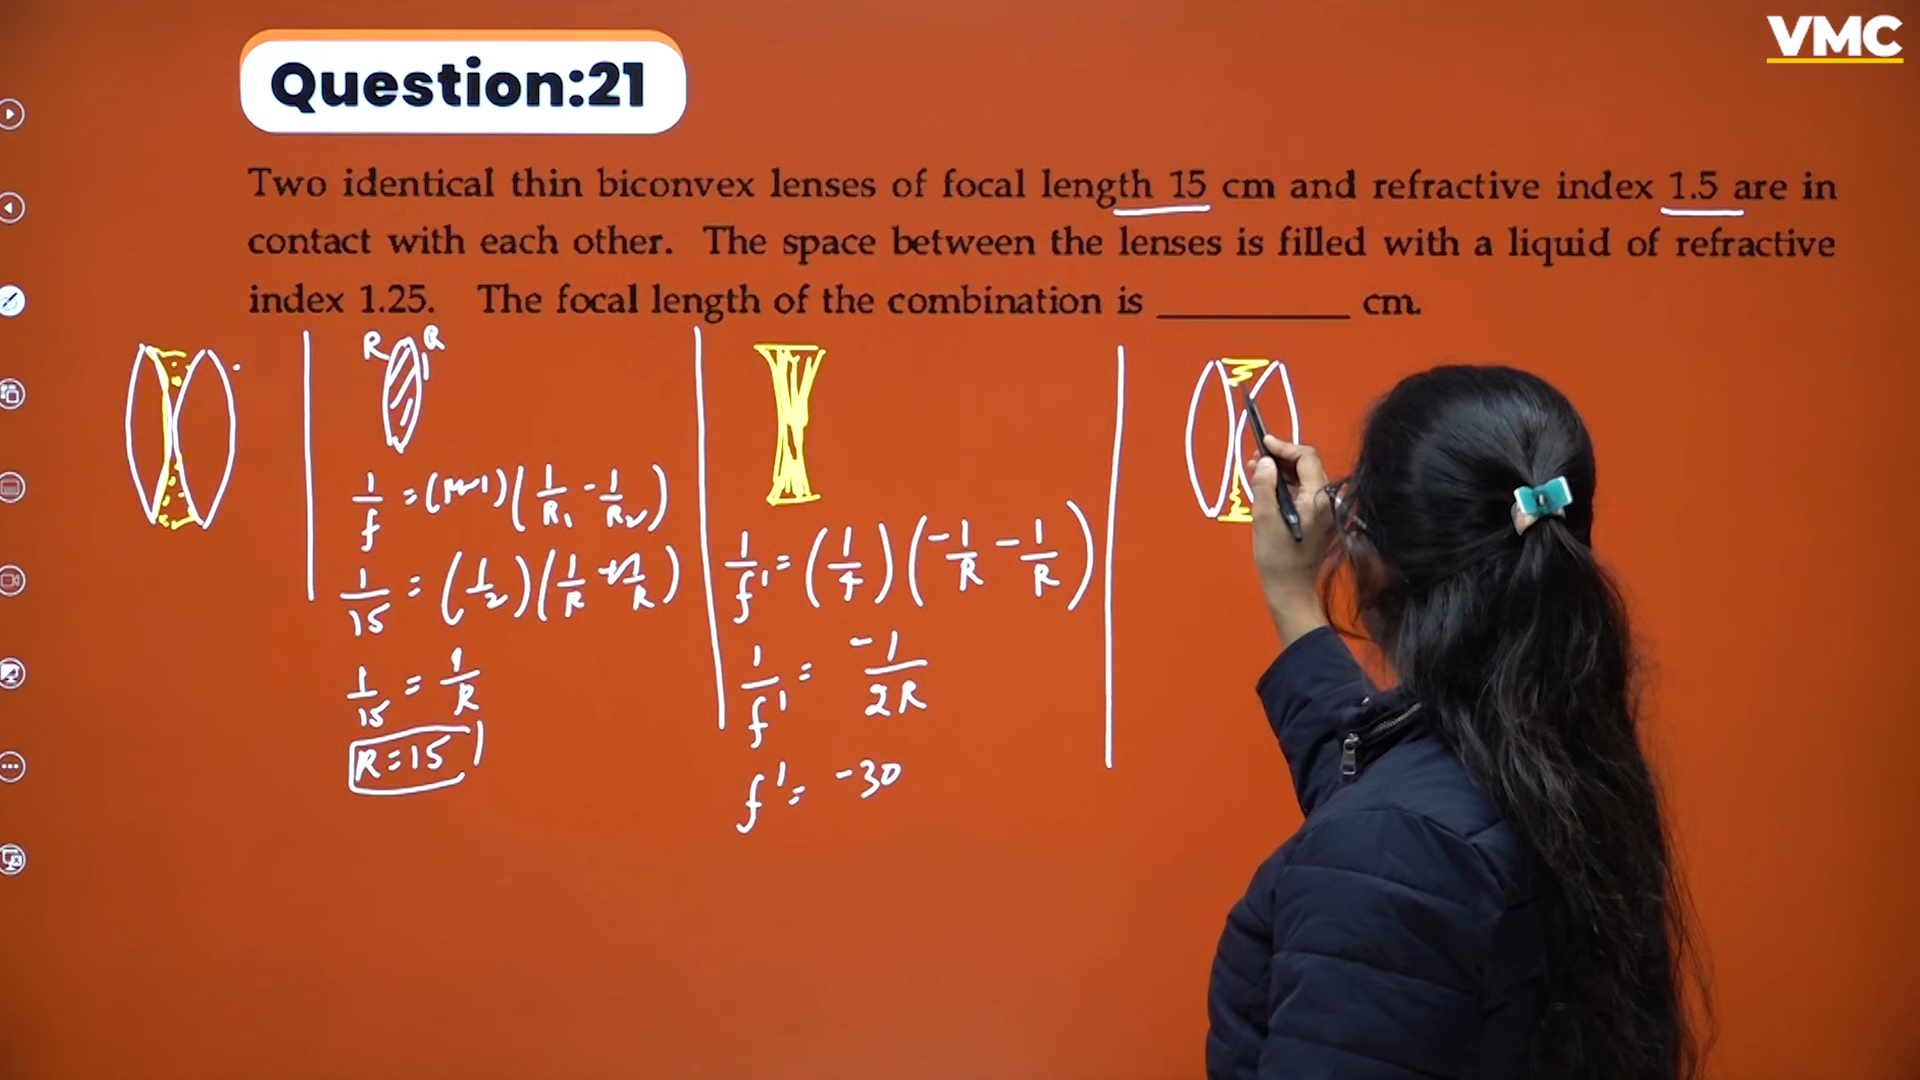 VMC
Question:21
Two identical thin biconvex lenses of focal length 15 cm and refractive index 1.5 are in
contact with each other. The space between the lenses is filled with a liquid of refractive
index 1.25. The focal length of the combination is __________ cm.
R R
1/f = (μ-1)(1/R₁ - 1/R₂)
1/15 = (1/2)(1/R + 1/R)
1/15 = 1/R
R=15
1/f' = (1/4)(-1/R - 1/R)
1/f' = -1/2R
f' = -30